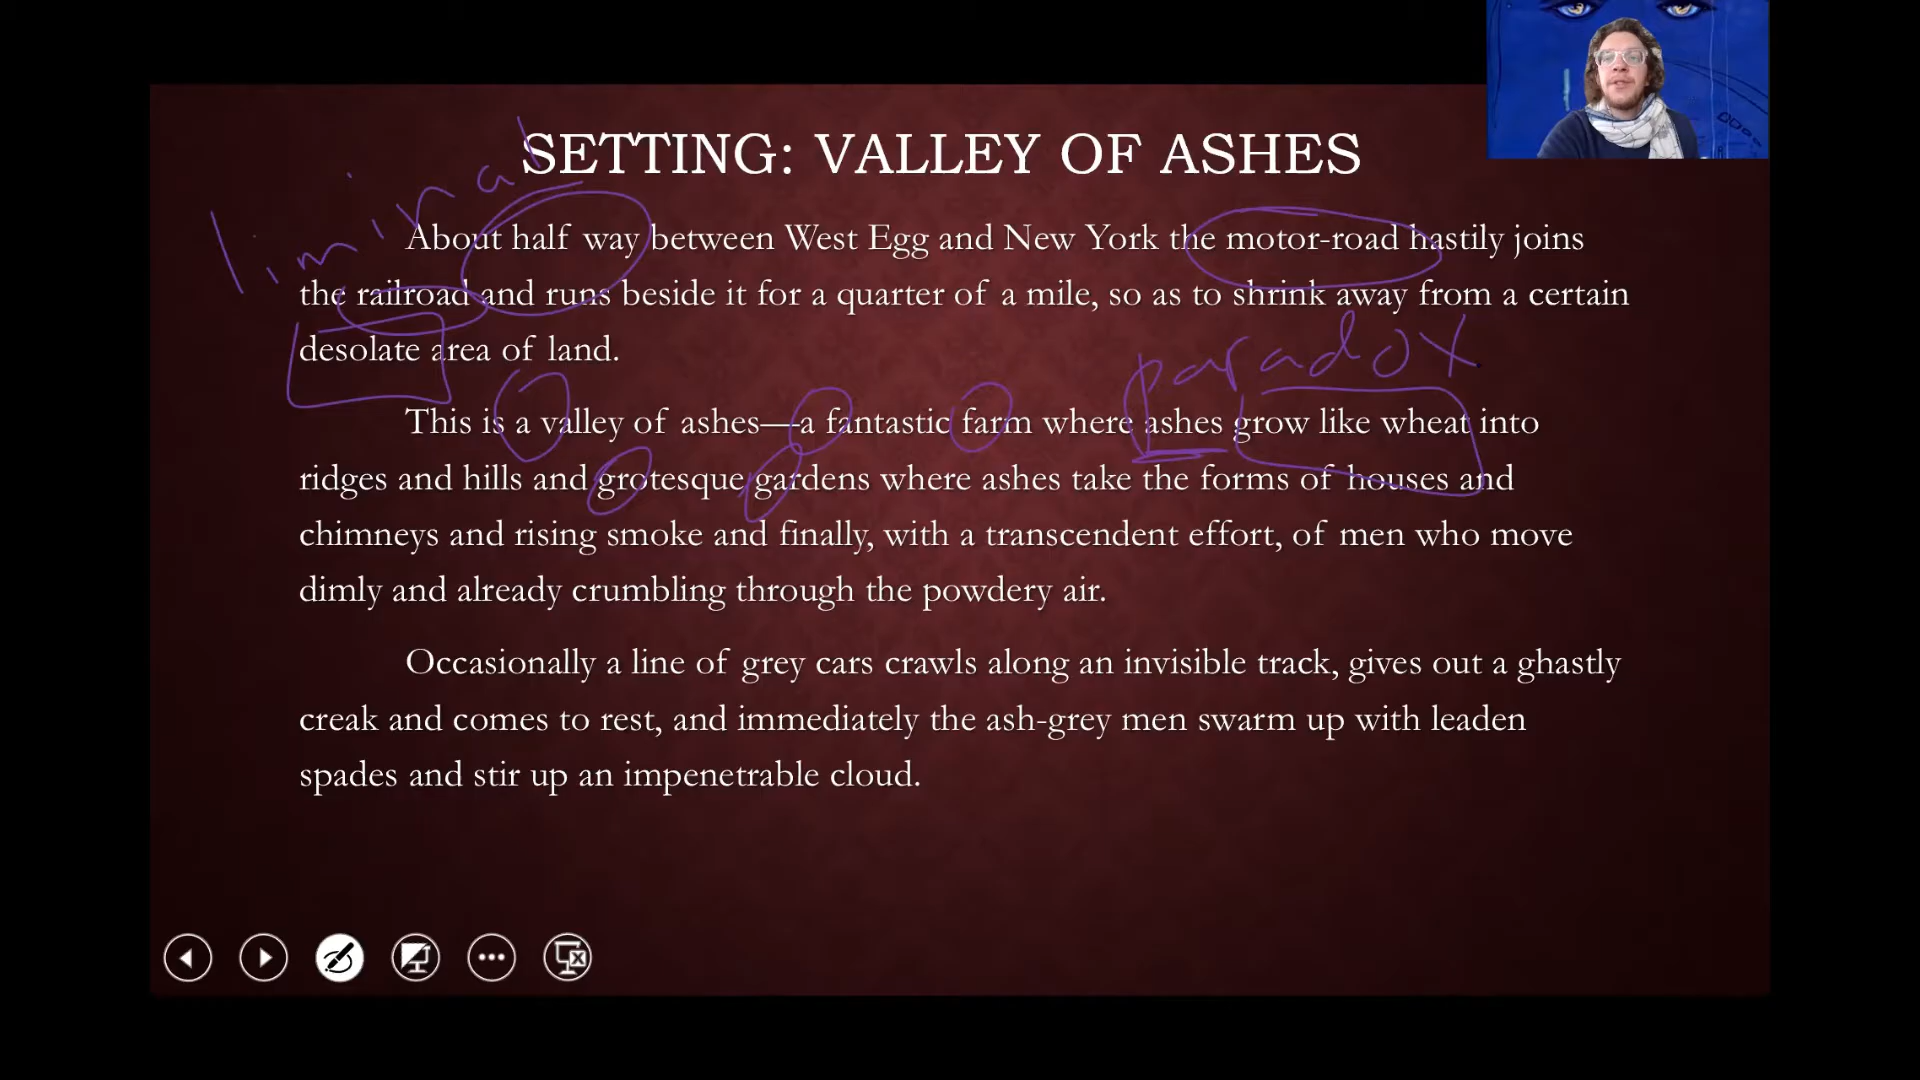 SETTING: VALLEY OF ASHES
liminal
About half way between West Egg and New York the motor-road hastily joins
the railroad and runs beside it for a quarter of a mile, so as to shrink away from a certain
desolate area of land.
paradox
This is a valley of ashes—a fantastic farm where ashes grow like wheat into
ridges and hills and grotesque gardens where ashes take the forms of houses and
chimneys and rising smoke and finally, with a transcendent effort, of men who move
dimly and already crumbling through the powdery air.
Occasionally a line of grey cars crawls along an invisible track, gives out a ghastly
creak and comes to rest, and immediately the ash-grey men swarm up with leaden
spades and stir up an impenetrable cloud.